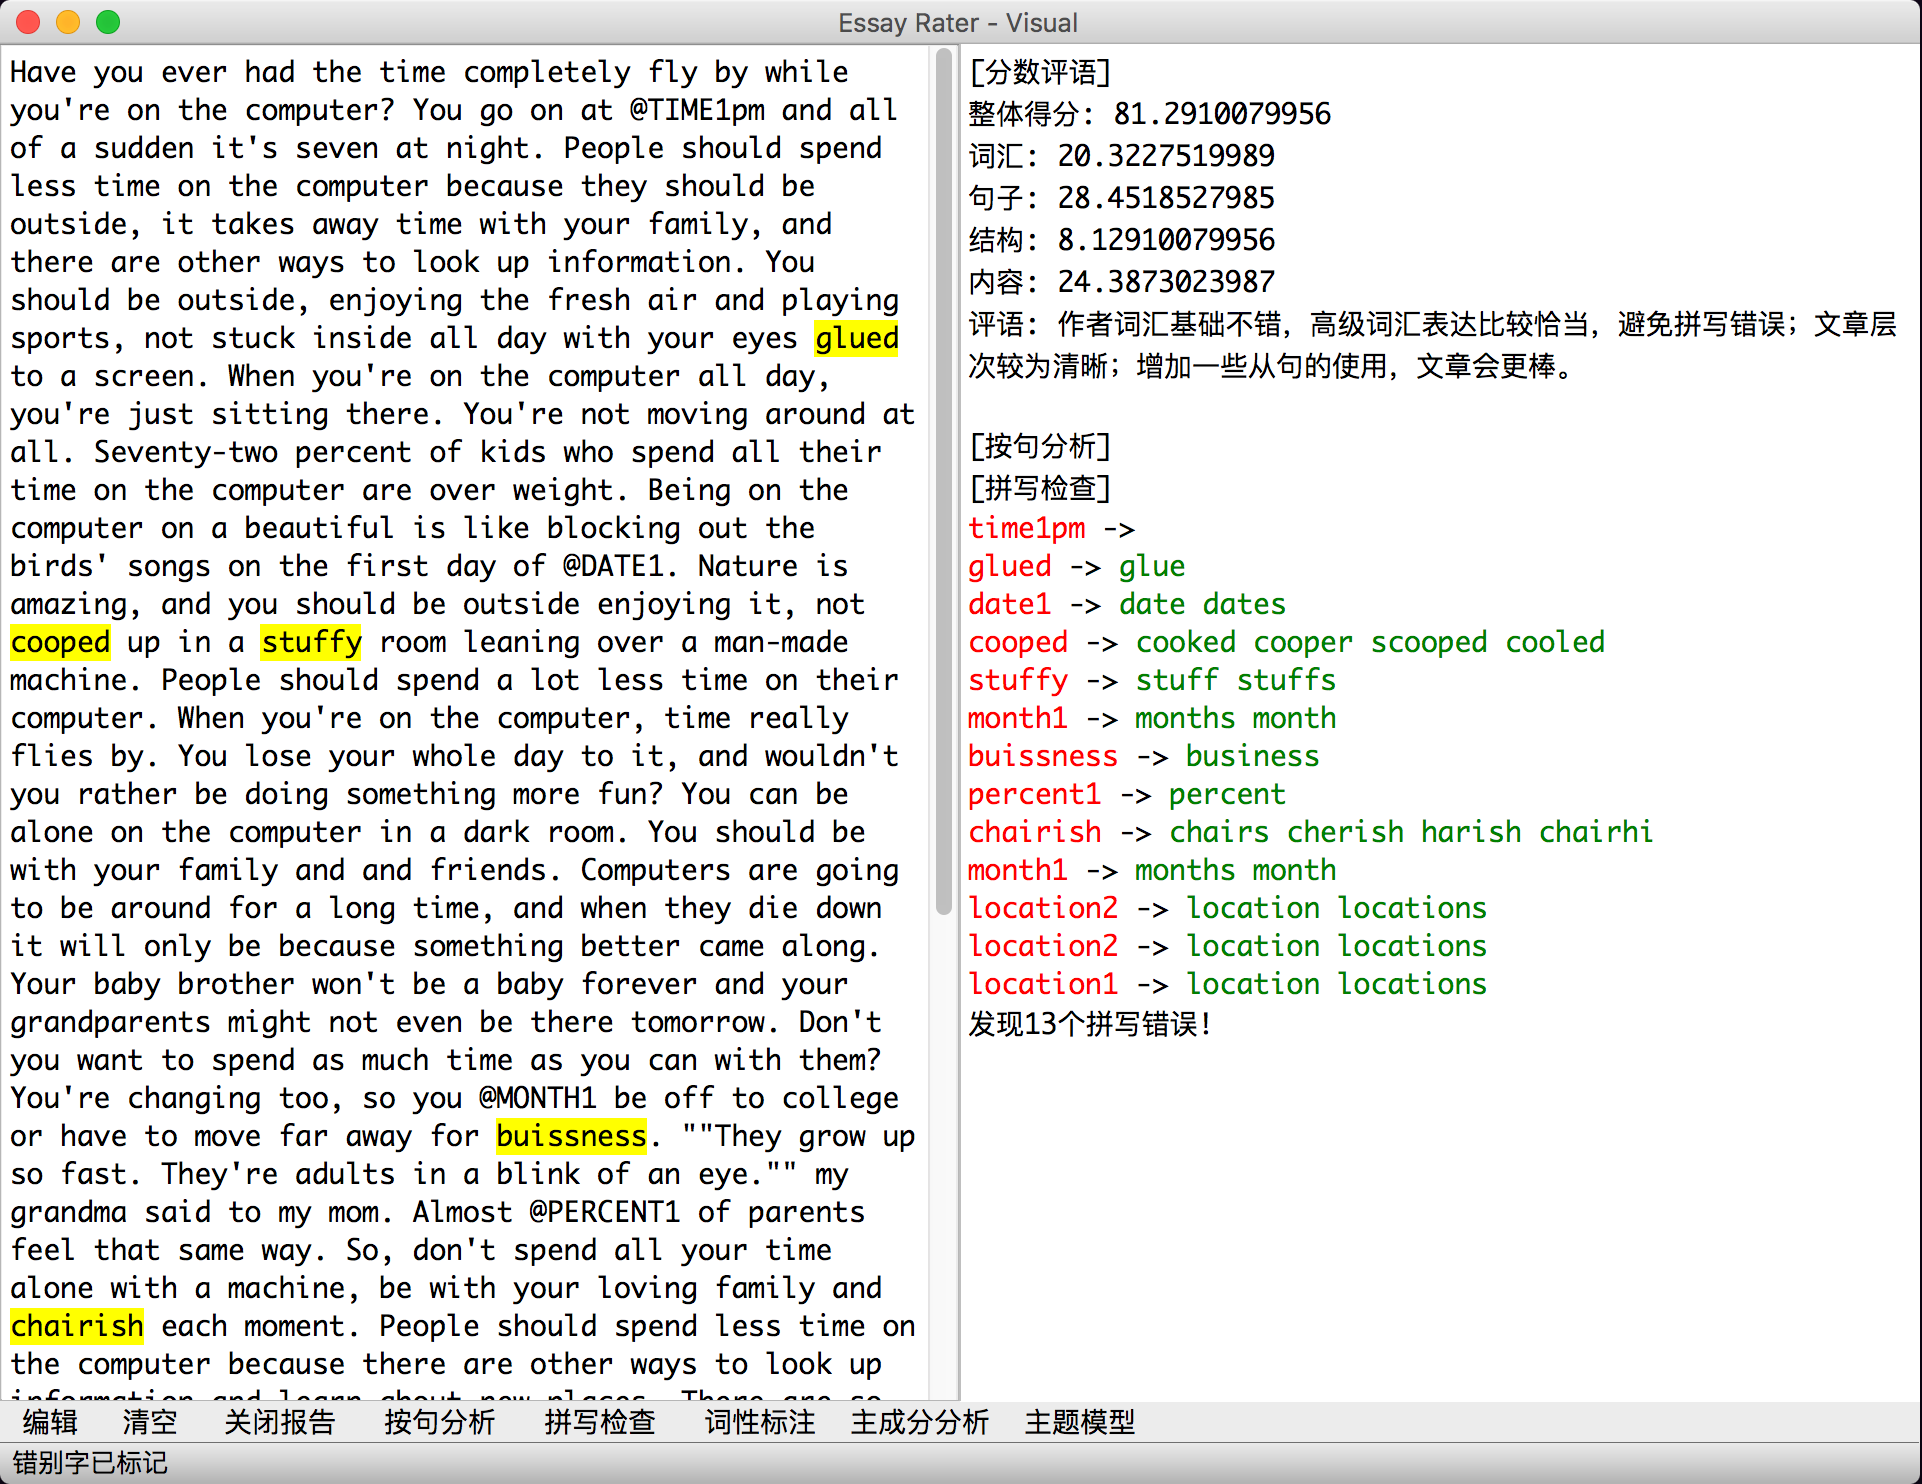 Essay Rater - Visual
Have you ever had the time completely fly by while
you're on the computer? You go on at @TIME1pm and all
of a sudden it's seven at night. People should spend
less time on the computer because they should be
outside, it takes away time with your family, and
there are other ways to look up information. You
should be outside, enjoying the fresh air and playing
sports, not stuck inside all day with your eyes glued
to a screen. When you're on the computer all day,
you're just sitting there. You're not moving around at
all. Seventy-two percent of kids who spend all their
time on the computer are over weight. Being on the
computer on a beautiful is like blocking out the
birds' songs on the first day of @DATE1. Nature is
amazing, and you should be outside enjoying it, not
cooped up in a stuffy room leaning over a man-made
machine. People should spend a lot less time on their
computer. When you're on the computer, time really
flies by. You lose your whole day to it, and wouldn't
you rather be doing something more fun? You can be
alone on the computer in a dark room. You should be
with your family and and friends. Computers are going
to be around for a long time, and when they die down
it will only be because something better came along.
Your baby brother won't be a baby forever and your
grandparents might not even be there tomorrow. Don't
you want to spend as much time as you can with them?
You're changing too, so you @MONTH1 be off to college
or have to move far away for buissness. ""They grow up
so fast. They're adults in a blink of an eye."" my
grandma said to my mom. Almost @PERCENT1 of parents
feel that same way. So, don't spend all your time
alone with a machine, be with your loving family and
chairish each moment. People should spend less time on
the computer because there are other ways to look up
information and learn about new places. There are so
[分数评语]
整体得分: 81.2910079956
词汇: 20.3227519989
句子: 28.4518527985
结构: 8.12910079956
内容: 24.3873023987
评语: 作者词汇基础不错，高级词汇表达比较恰当，避免拼写错误；文章层
次较为清晰；增加一些从句的使用，文章会更棒。
[按句分析]
[拼写检查]
time1pm ->
glued -> glue
date1 -> date dates
cooped -> cooked cooper scooped cooled
stuffy -> stuff stuffs
month1 -> months month
buissness -> business
percent1 -> percent
chairish -> chairs cherish harish chairhi
month1 -> months month
location2 -> location locations
location2 -> location locations
location1 -> location locations
发现13个拼写错误！
编辑 清空 关闭报告 按句分析 拼写检查 词性标注 主成分分析 主题模型
错别字已标记